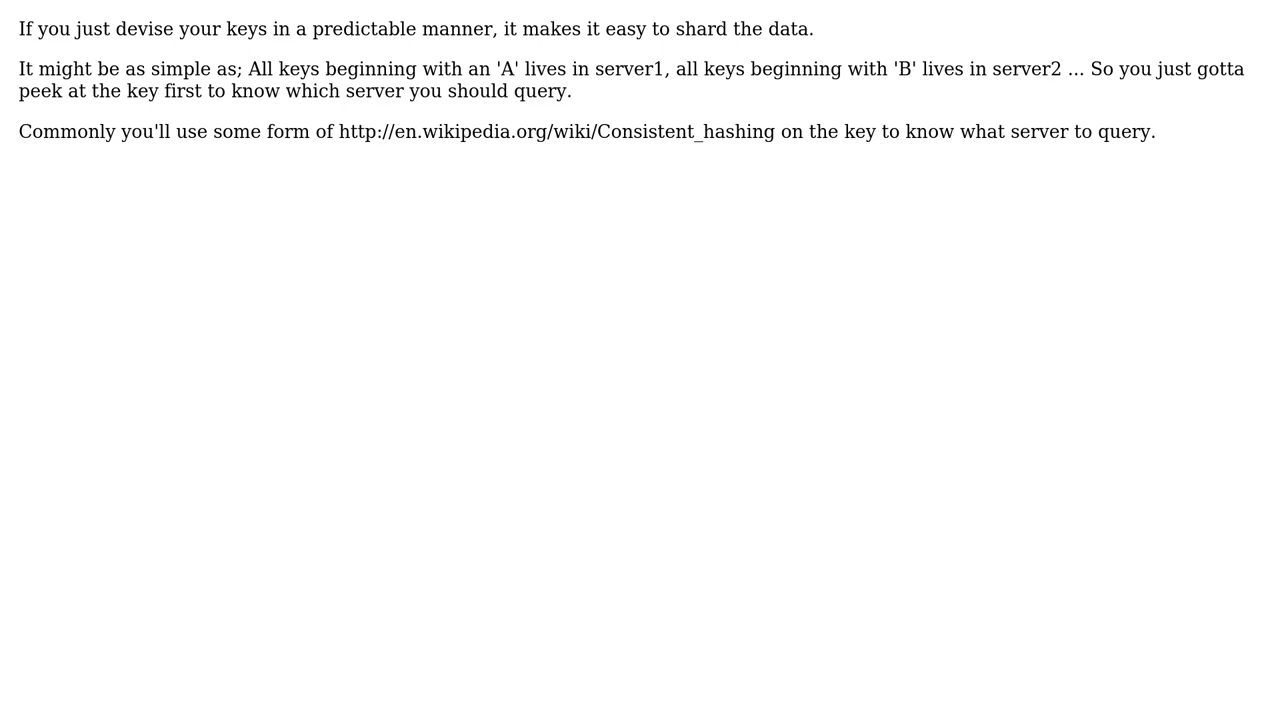 If you just devise your keys in a predictable manner, it makes it easy to shard the data.
It might be as simple as; All keys beginning with an 'A' lives in server1, all keys beginning with 'B' lives in server2 ... So you just gotta
peek at the key first to know which server you should query.
Commonly you'll use some form of http://en.wikipedia.org/wiki/Consistent_hashing on the key to know what server to query.